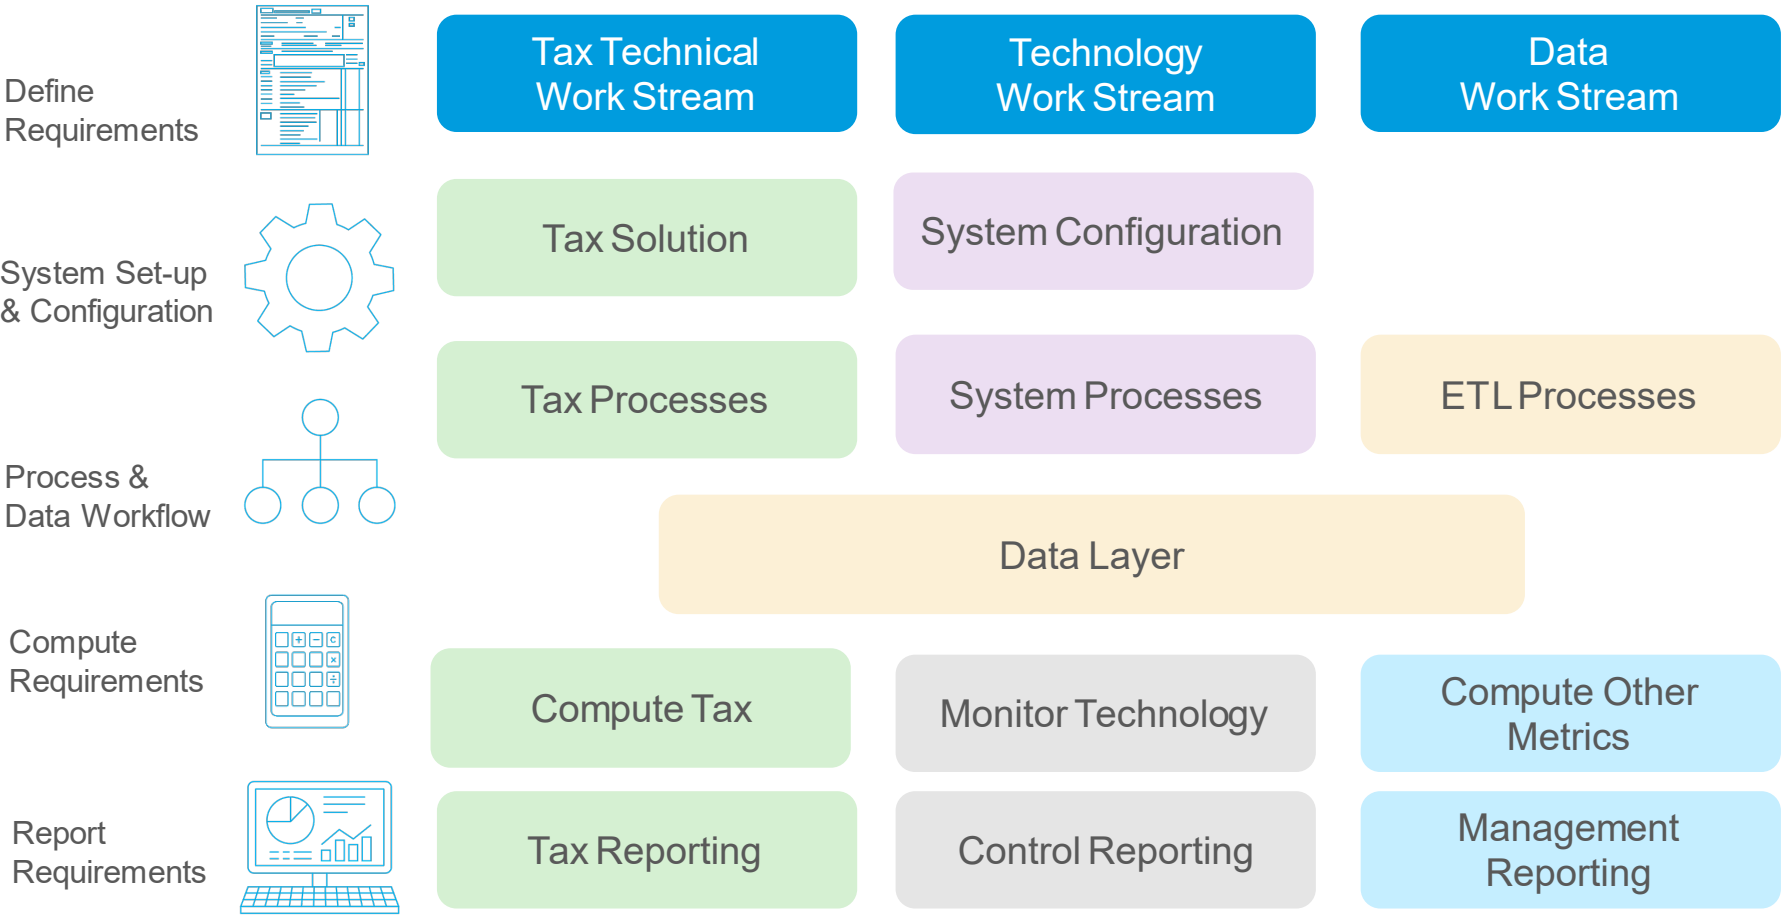 Define
Requirements
Tax Technical
Work Stream
Technology
Work Stream
Data
Work Stream
System Set-up
& Configuration
Tax Solution
System Configuration
Process &
Data Workflow
Tax Processes
System Processes
ETL Processes
Data Layer
Compute
Requirements
+ − C
×
÷
Compute Tax
Monitor Technology
Compute Other
Metrics
Report
Requirements
Tax Reporting
Control Reporting
Management
Reporting